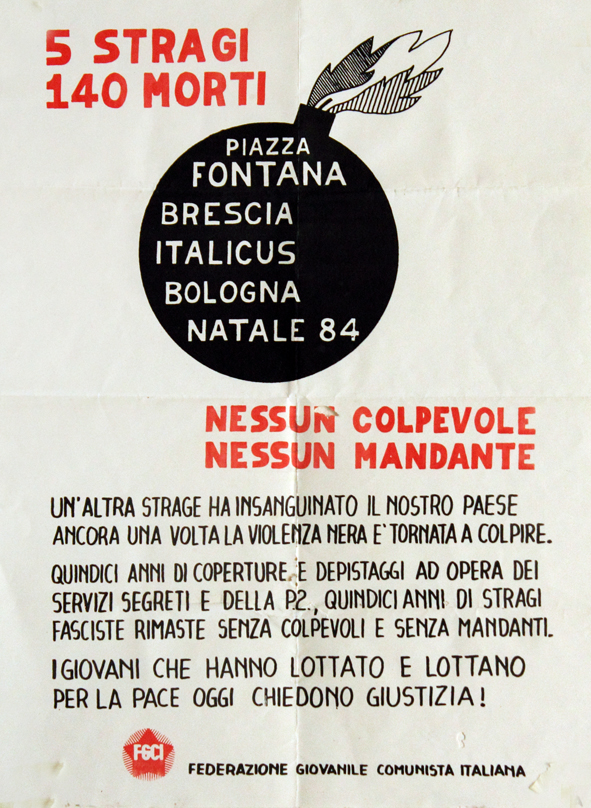 5 STRAGI
140 MORTI
PIAZZA
FONTANA
BRESCIA
ITALICUS
BOLOGNA
NATALE 84
NESSUN COLPEVOLE
NESSUN MANDANTE
UN'ALTRA STRAGE HA INSANGUINATO IL NOSTRO PAESE
ANCORA UNA VOLTA LA VIOLENZA NERA E' TORNATA A COLPIRE.
QUINDICI ANNI DI COPERTURE E DEPISTAGGI AD OPERA DEI
SERVIZI SEGRETI E DELLA P2., QUINDICI ANNI DI STRAGI
FASCISTE RIMASTE SENZA COLPEVOLI E SENZA MANDANTI.
I GIOVANI CHE HANNO LOTTATO E LOTTANO
PER LA PACE OGGI CHIEDONO GIUSTIZIA!
FGCI
FEDERAZIONE GIOVANILE COMUNISTA ITALIANA